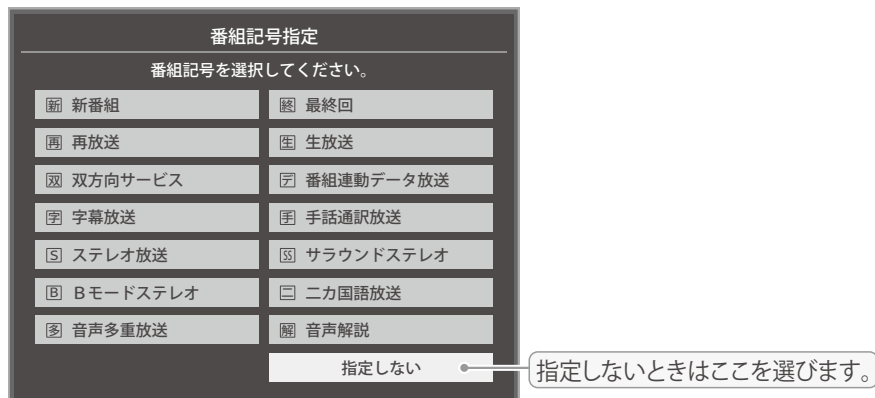 番組記号指定
番組記号を選択してください。
新 新番組
終 最終回
再 再放送
生 生放送
双 双方向サービス
デ 番組連動データ放送
字 字幕放送
手 手話通訳放送
S ステレオ放送
SS サラウンドステレオ
B Bモードステレオ
二 二カ国語放送
多 音声多重放送
解 音声解説
指定しない
指定しないときはここを選びます。